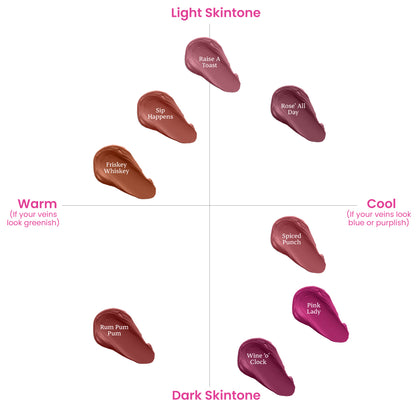 Light Skintone
Raise A
Toast
Rose' All
Day
Sip
Happens
Friskey
Whiskey
Warm
(If your veins
look greenish)
Cool
(if your veins look
blue or purplish)
Spiced
Punch
Pink
Lady
Rum Pum
Pum
Wine 'o'
Clock
Dark Skintone